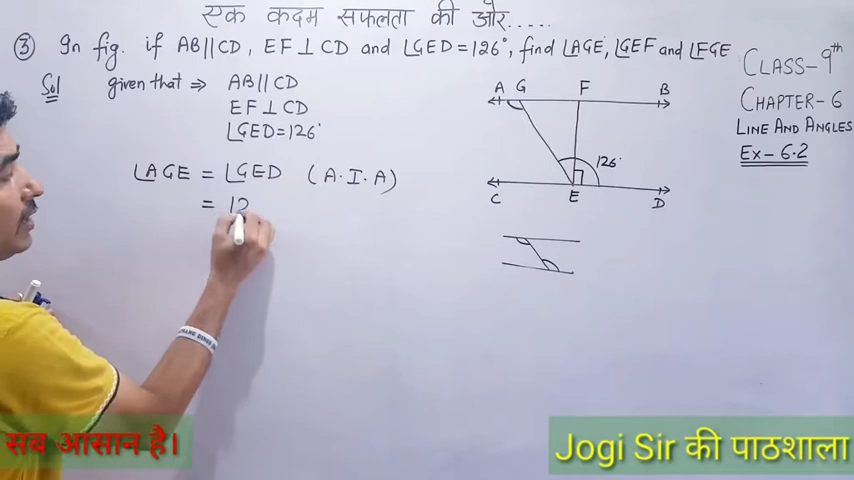 एक कदम सफलता की ओर.....
③ In fig. if AB||CD, EF⊥CD and ∠GED=126°, find ∠AGE, ∠GEF and ∠FGE
Sol given that ⇒ AB||CD
EF⊥CD
∠GED=126°
∠AGE = ∠GED (A.I.A)
= 12
A G F B
126°
C E D
CLASS-9th
CHAPTER-6
LINE AND ANGLES
Ex-6.2
सब आसान है।
Jogi Sir की पाठशाला